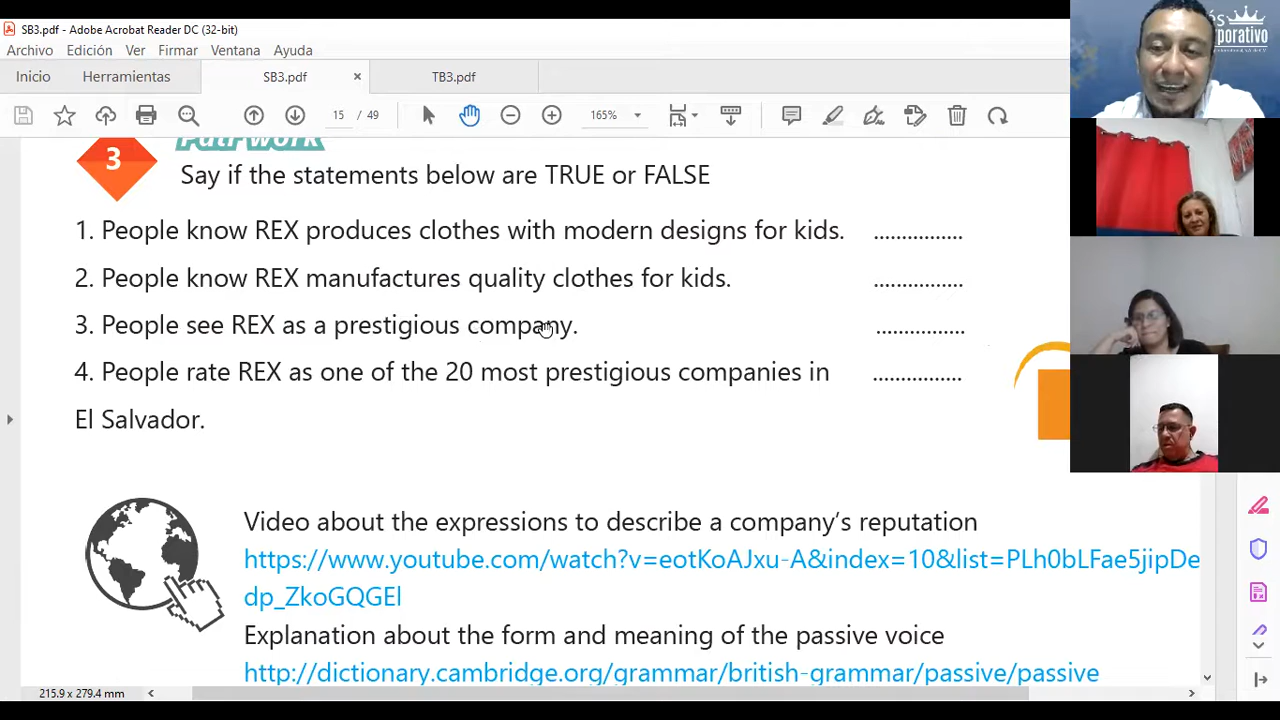 SB3.pdf - Adobe Acrobat Reader DC (32-bit)
Archivo Edición Ver Firmar Ventana Ayuda
Inicio Herramientas SB3.pdf × TB3.pdf
15 / 49 165%
3 Pair work
Say if the statements below are TRUE or FALSE
1. People know REX produces clothes with modern designs for kids. ................
2. People know REX manufactures quality clothes for kids. ................
3. People see REX as a prestigious company. ................
4. People rate REX as one of the 20 most prestigious companies in ................
El Salvador.
Video about the expressions to describe a company's reputation
https://www.youtube.com/watch?v=eotKoAJxu-A&index=10&list=PLh0bLFae5jipDe
dp_ZkoGQGEl
Explanation about the form and meaning of the passive voice
http://dictionary.cambridge.org/grammar/british-grammar/passive/passive
215.9 x 279.4 mm